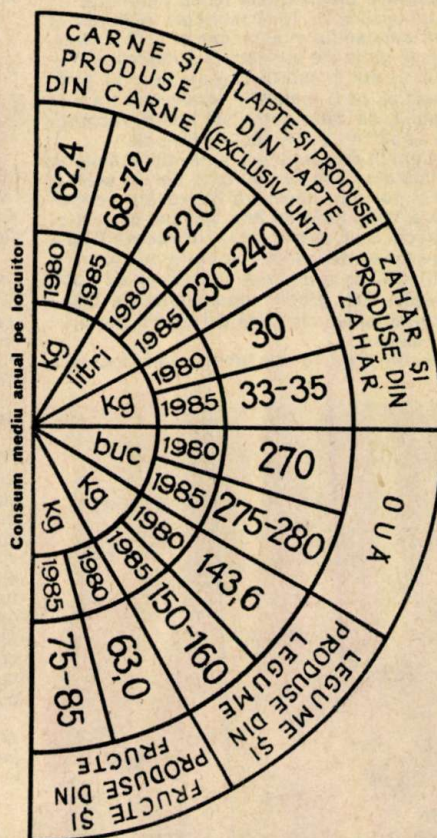 Consum mediu anual pe locuitor
CARNE ȘI
PRODUSE
DIN CARNE
62,4
68-72
1980
1985
Kg
LAPTE ȘI PRODUSE
DIN LAPTE
(EXCLUSIV UNT)
220
230-240
1980
1985
litri
ZAHĂR ȘI
PRODUSE DIN
ZAHĂR
30
33-35
1980
1985
kg
OUĂ
270
275-280
1980
1985
buc
LEGUME ȘI
PRODUSE DIN
LEGUME
143,6
150-160
1980
1985
kg
FRUCTE ȘI
PRODUSE DIN
FRUCTE
63,0
75-85
1980
1985
kg